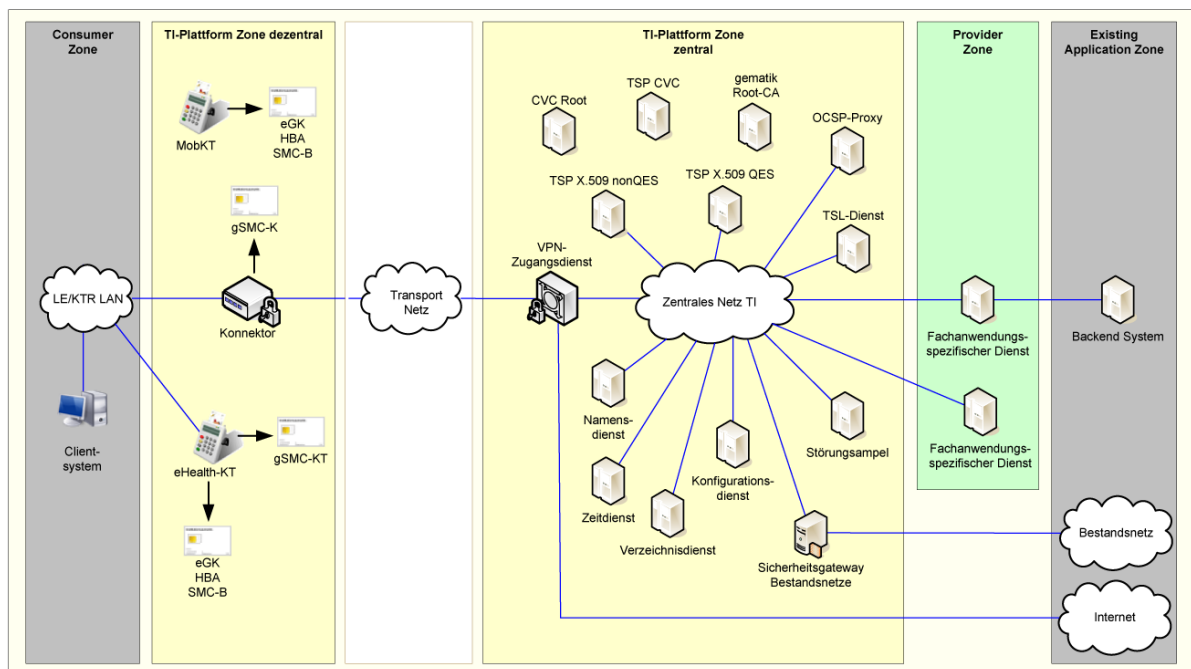 Consumer
Zone
TI-Plattform Zone dezentral
TI-Plattform Zone
zentral
Provider
Zone
Existing
Application Zone
MobKT
eGK
HBA
SMC-B
gSMC-K
LE/KTR LAN
Konnektor
Client-
system
eHealth-KT
gSMC-KT
eGK
HBA
SMC-B
Transport
Netz
CVC Root
TSP CVC
gematik
Root-CA
OCSP-Proxy
TSP X.509 nonQES
TSP X.509 QES
TSL-Dienst
VPN-
Zugangsdienst
Zentrales Netz TI
Namens-
dienst
Zeitdienst
Verzeichnisdienst
Konfigurations-
dienst
Störungsampel
Sicherheitsgateway
Bestandsnetze
Fachanwendungs-
spezifischer Dienst
Fachanwendungs-
spezifischer Dienst
Backend System
Bestandsnetz
Internet